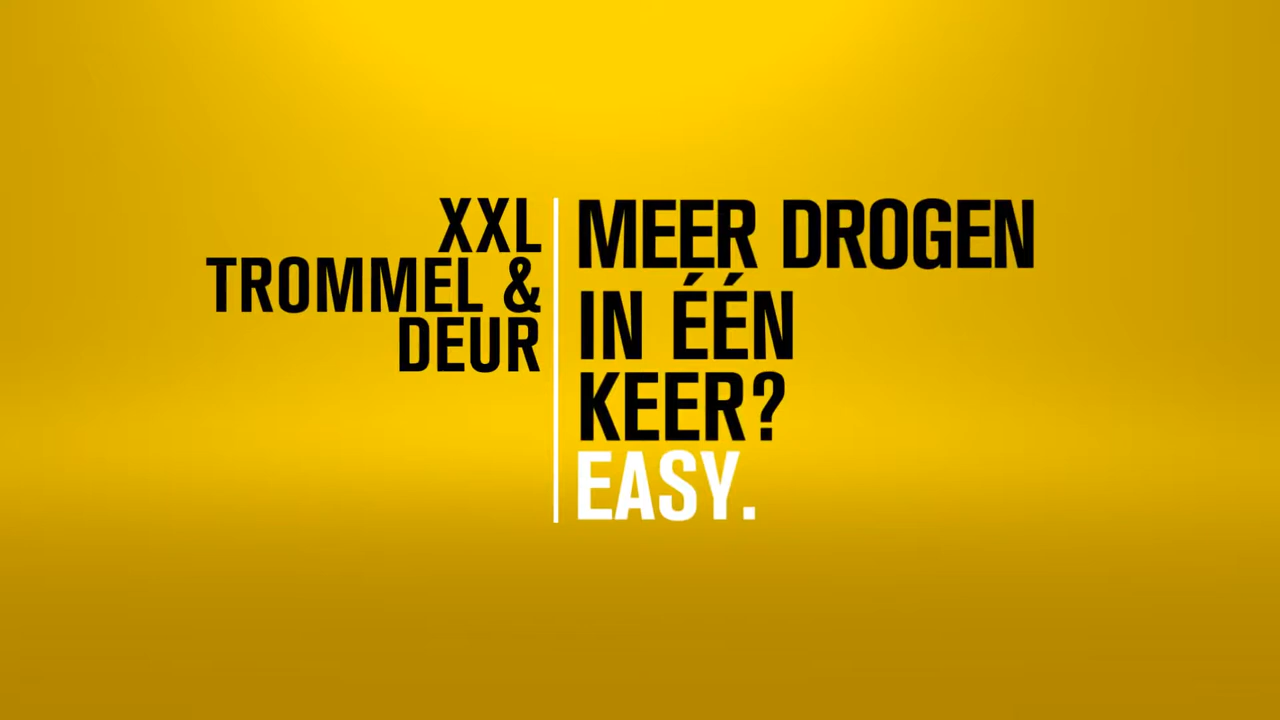 XXL
TROMMEL &
DEUR
MEER DROGEN
IN ÉÉN
KEER?
EASY.